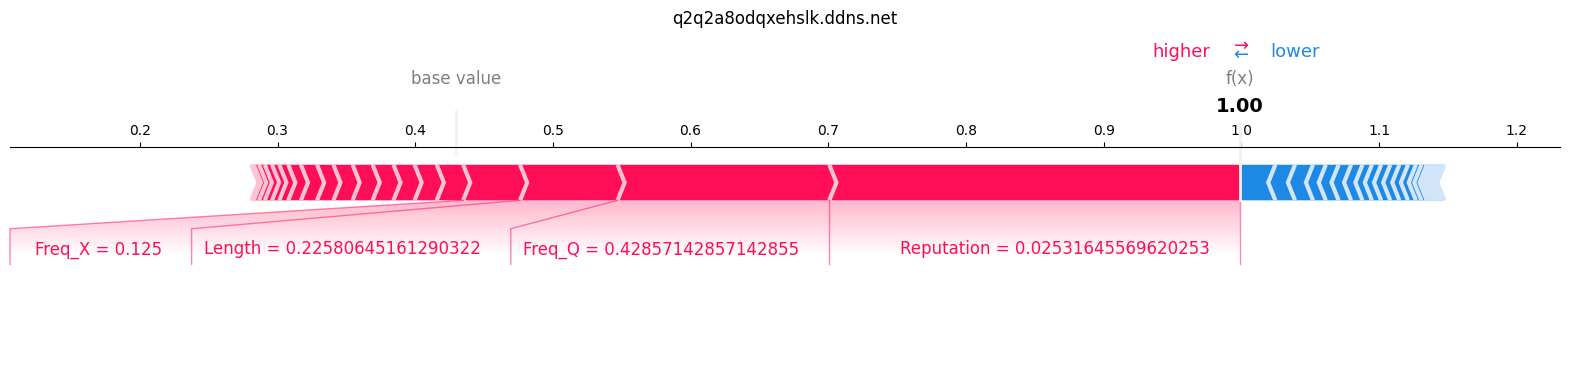 q2q2a8odqxehslk.ddns.net
higher ⇄ lower
base value f(x)
1.00
0.2 0.3 0.4 0.5 0.6 0.7 0.8 0.9 1.0 1.1 1.2
Freq_X = 0.125 Length = 0.22580645161290322 Freq_Q = 0.42857142857142855 Reputation = 0.02531645569620253